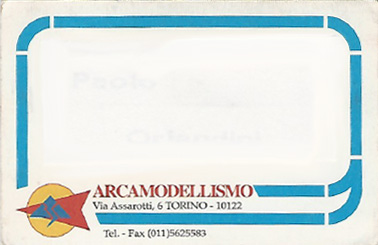 ARCAMODELLISMO
Via Assarotti, 6 TORINO - 10122
Tel. - Fax (011)5625583